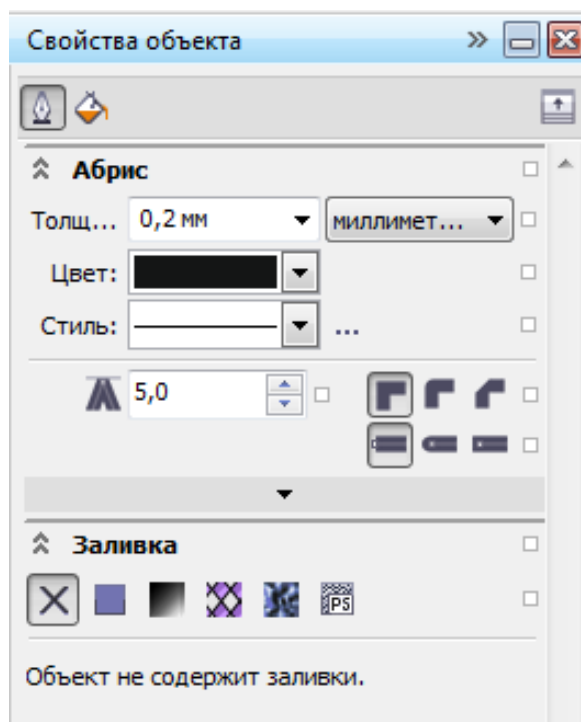 Свойства объекта
Абрис
Толщ... 0,2 мм миллимет...
Цвет:
Стиль: ...
5,0
Заливка
PS
Объект не содержит заливки.